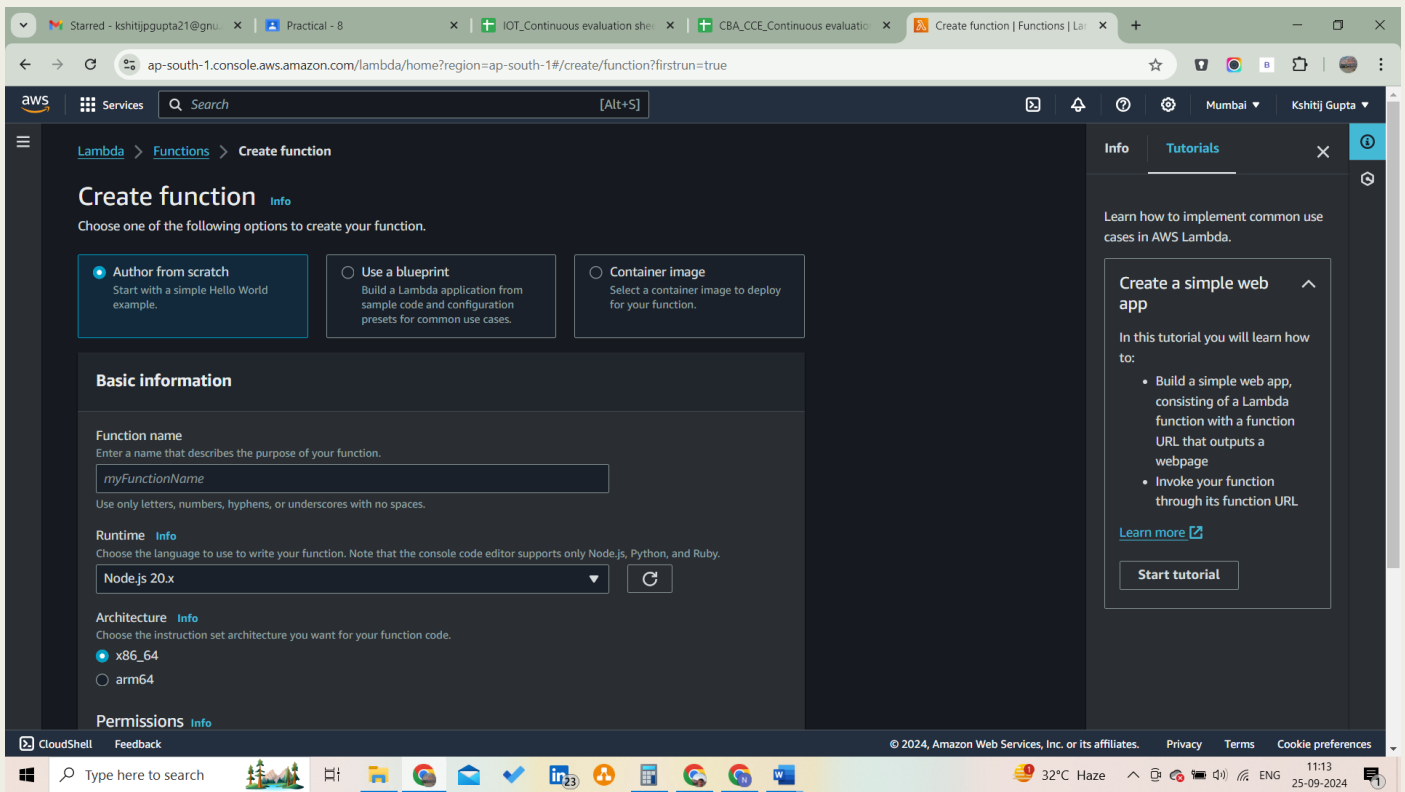 Starred - kshitijpgupta21@gnu.
Practical - 8
IOT_Continuous evaluation she
CBA_CCE_Continuous evaluatio
Create function | Functions | La
ap-south-1.console.aws.amazon.com/lambda/home?region=ap-south-1#/create/function?firstrun=true
B
aws
Services
Search
[Alt+S]
Mumbai
Kshitij Gupta
Lambda
Functions
Create function
Create function Info
Choose one of the following options to create your function.
Author from scratch
Start with a simple Hello World
example.
Use a blueprint
Build a Lambda application from
sample code and configuration
presets for common use cases.
Container image
Select a container image to deploy
for your function.
Basic information
Function name
Enter a name that describes the purpose of your function.
myFunctionName
Use only letters, numbers, hyphens, or underscores with no spaces.
Runtime Info
Choose the language to use to write your function. Note that the console code editor supports only Node.js, Python, and Ruby.
Node.js 20.x
Architecture Info
Choose the instruction set architecture you want for your function code.
x86_64
arm64
Permissions Info
Info
Tutorials
Learn how to implement common use
cases in AWS Lambda.
Create a simple web
app
In this tutorial you will learn how
to:
• Build a simple web app,
consisting of a Lambda
function with a function
URL that outputs a
webpage
• Invoke your function
through its function URL
Learn more
Start tutorial
CloudShell
Feedback
© 2024, Amazon Web Services, Inc. or its affiliates.
Privacy
Terms
Cookie preferences
Type here to search
in
23
N
W
1
32°C Haze
ENG
11:13
25-09-2024
1